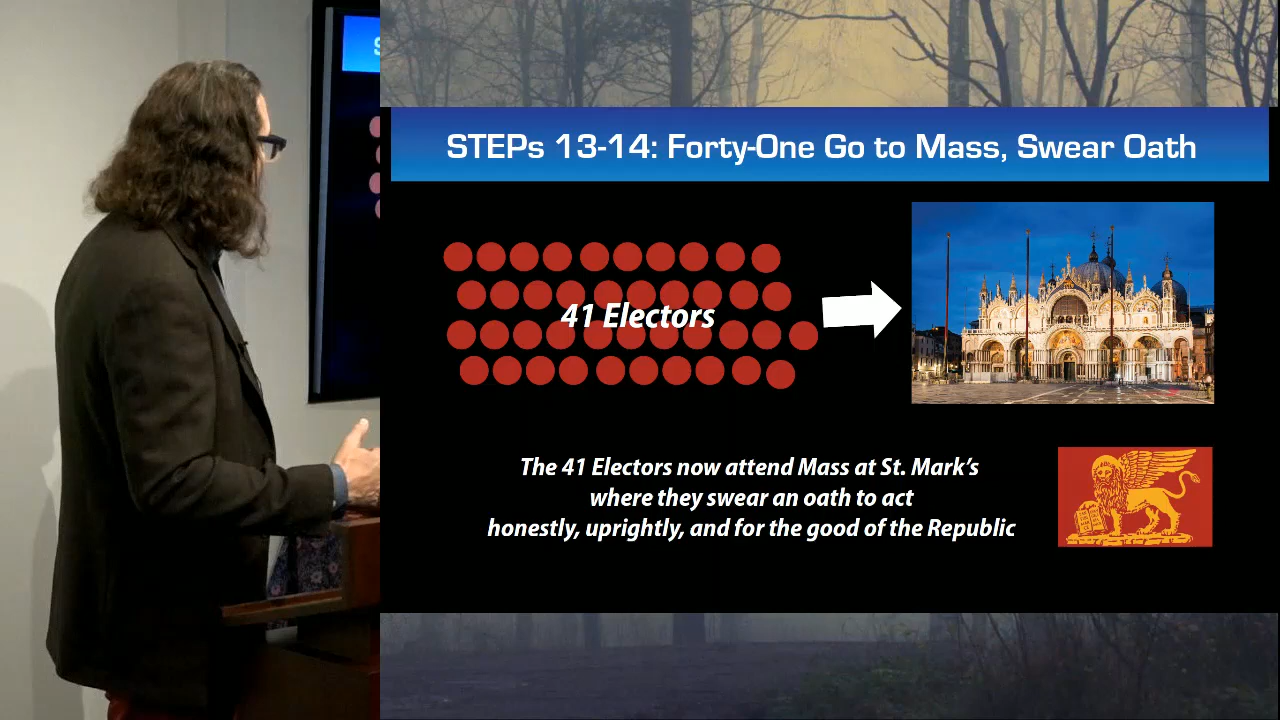 STEPs 13-14: Forty-One Go to Mass, Swear Oath
41 Electors
The 41 Electors now attend Mass at St. Mark's
where they swear an oath to act
honestly, uprightly, and for the good of the Republic